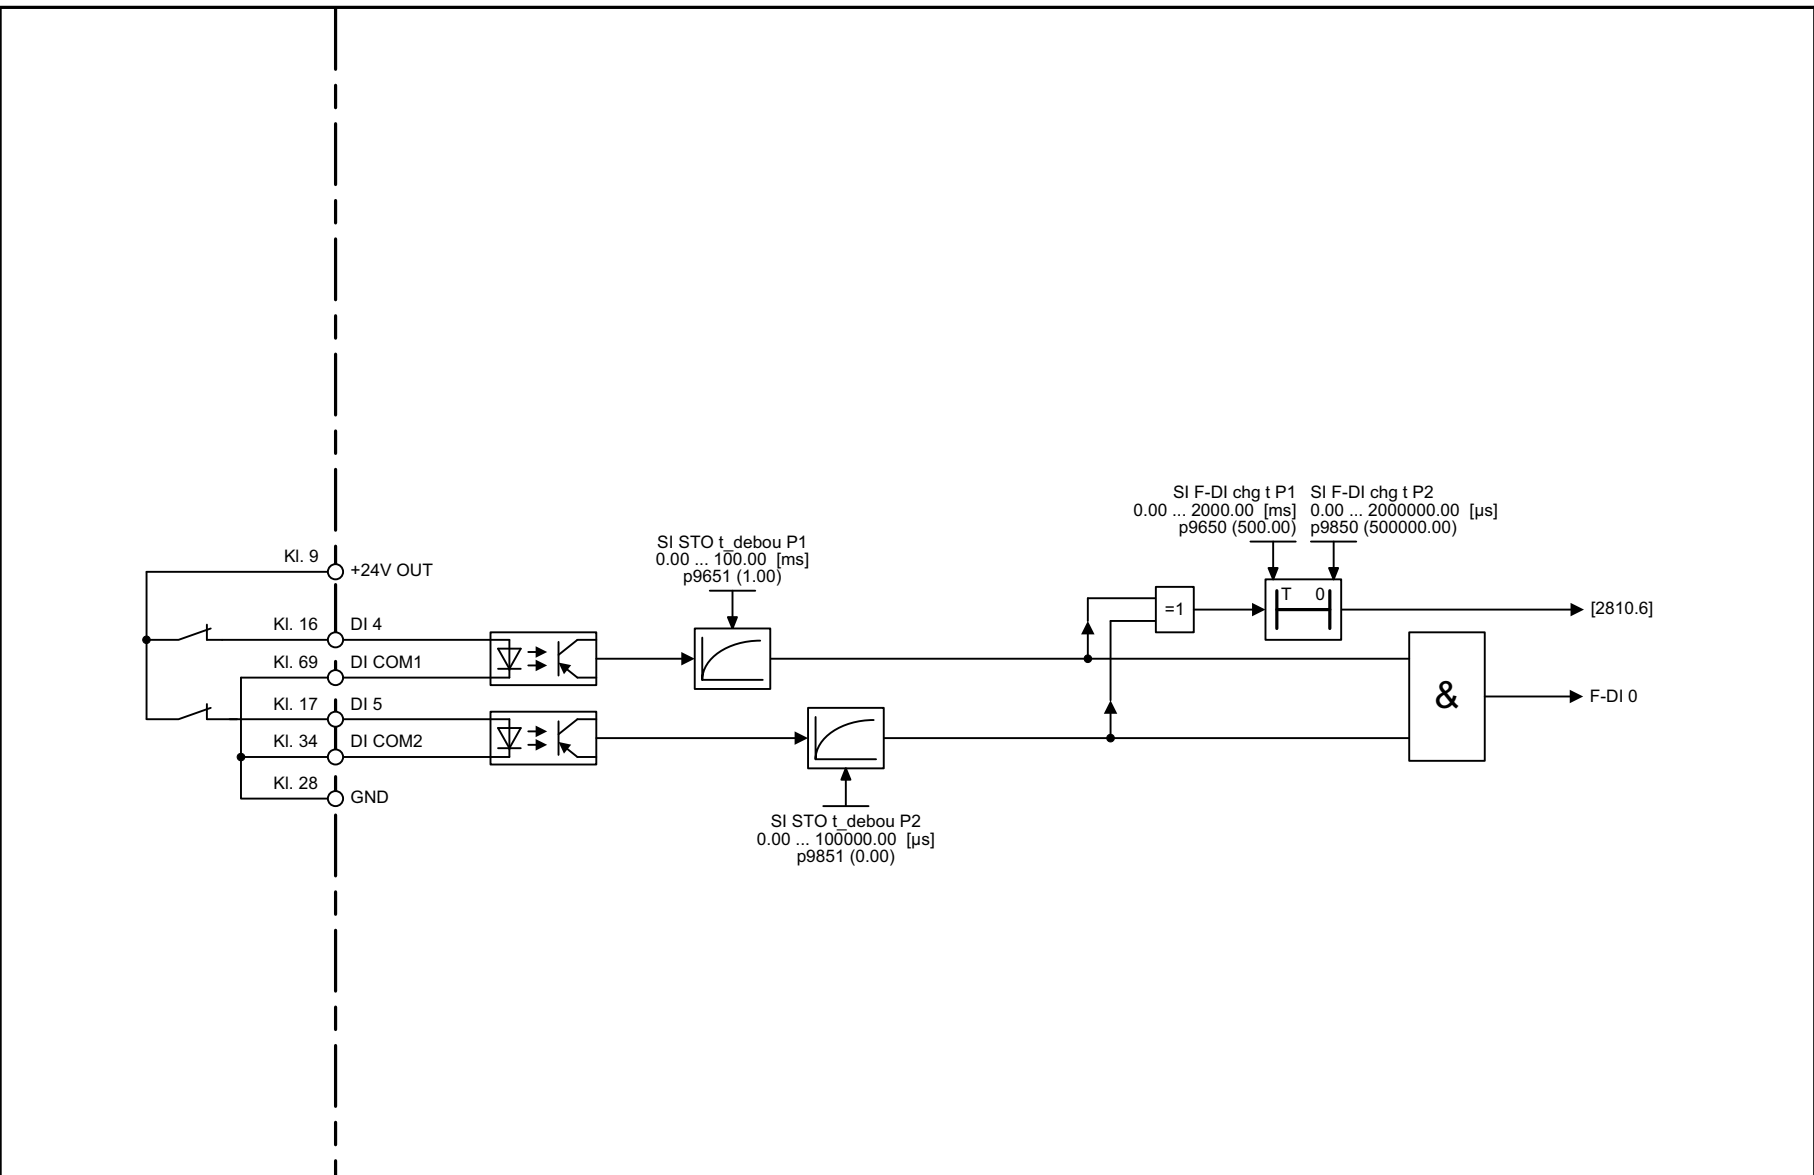 SI F-DI chg t P1
0.00 ... 2000.00 [ms]
p9650 (500.00)
SI F-DI chg t P2
0.00 ... 2000000.00 [µs]
p9850 (500000.00)
SI STO t_debou P1
0.00 ... 100.00 [ms]
p9651 (1.00)
Kl. 9
+24V OUT
T 0
=1
[2810.6]
Kl. 16
DI 4
Kl. 69
DI COM1
&
F-DI 0
Kl. 17
DI 5
Kl. 34
DI COM2
Kl. 28
GND
SI STO t_debou P2
0.00 ... 100000.00 [µs]
p9851 (0.00)